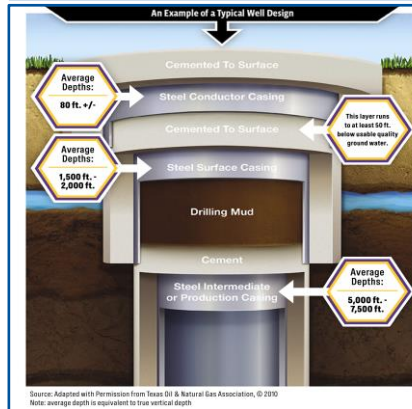 An Example of a Typical Well Design
Cemented To Surface
Average
Depths:
80 ft. +/-
Steel Conductor Casing
Cemented To Surface
This layer runs
to at least 50 ft.
below usable quality
ground water.
Average
Depths:
1,500 ft. -
2,000 ft.
Steel Surface Casing
Drilling Mud
Cement
Steel Intermediate
or Production Casing
Average
Depths:
5,000 ft. -
7,500 ft.
Source: Adapted with Permission from Texas Oil & Natural Gas Association, © 2010
Note: average depth is equivalent to true vertical depth